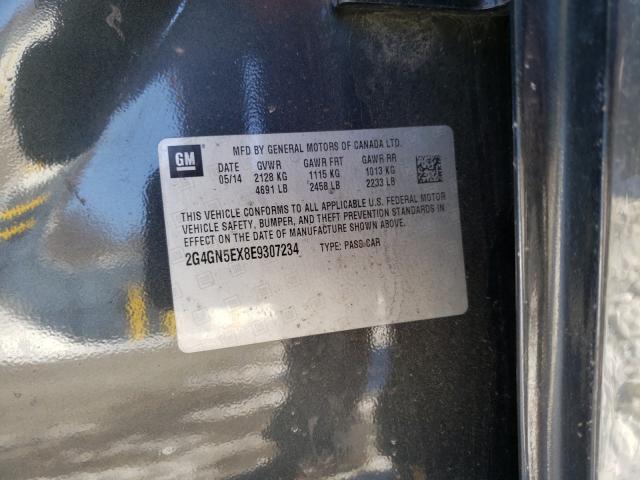 MFD BY GENERAL MOTORS OF CANADA LTD.
GM
DATE GVWR GAWR FRT GAWR RR
05/14 2128 KG 1115 KG 1013 KG
4691 LB 2458 LB 2233 LB
THIS VEHICLE CONFORMS TO ALL APPLICABLE U.S. FEDERAL MOTOR
VEHICLE SAFETY, BUMPER, AND THEFT PREVENTION STANDARDS IN
EFFECT ON THE DATE OF MANUFACTURE SHOWN ABOVE.
2G4GN5EX8E9307234 TYPE: PASS CAR